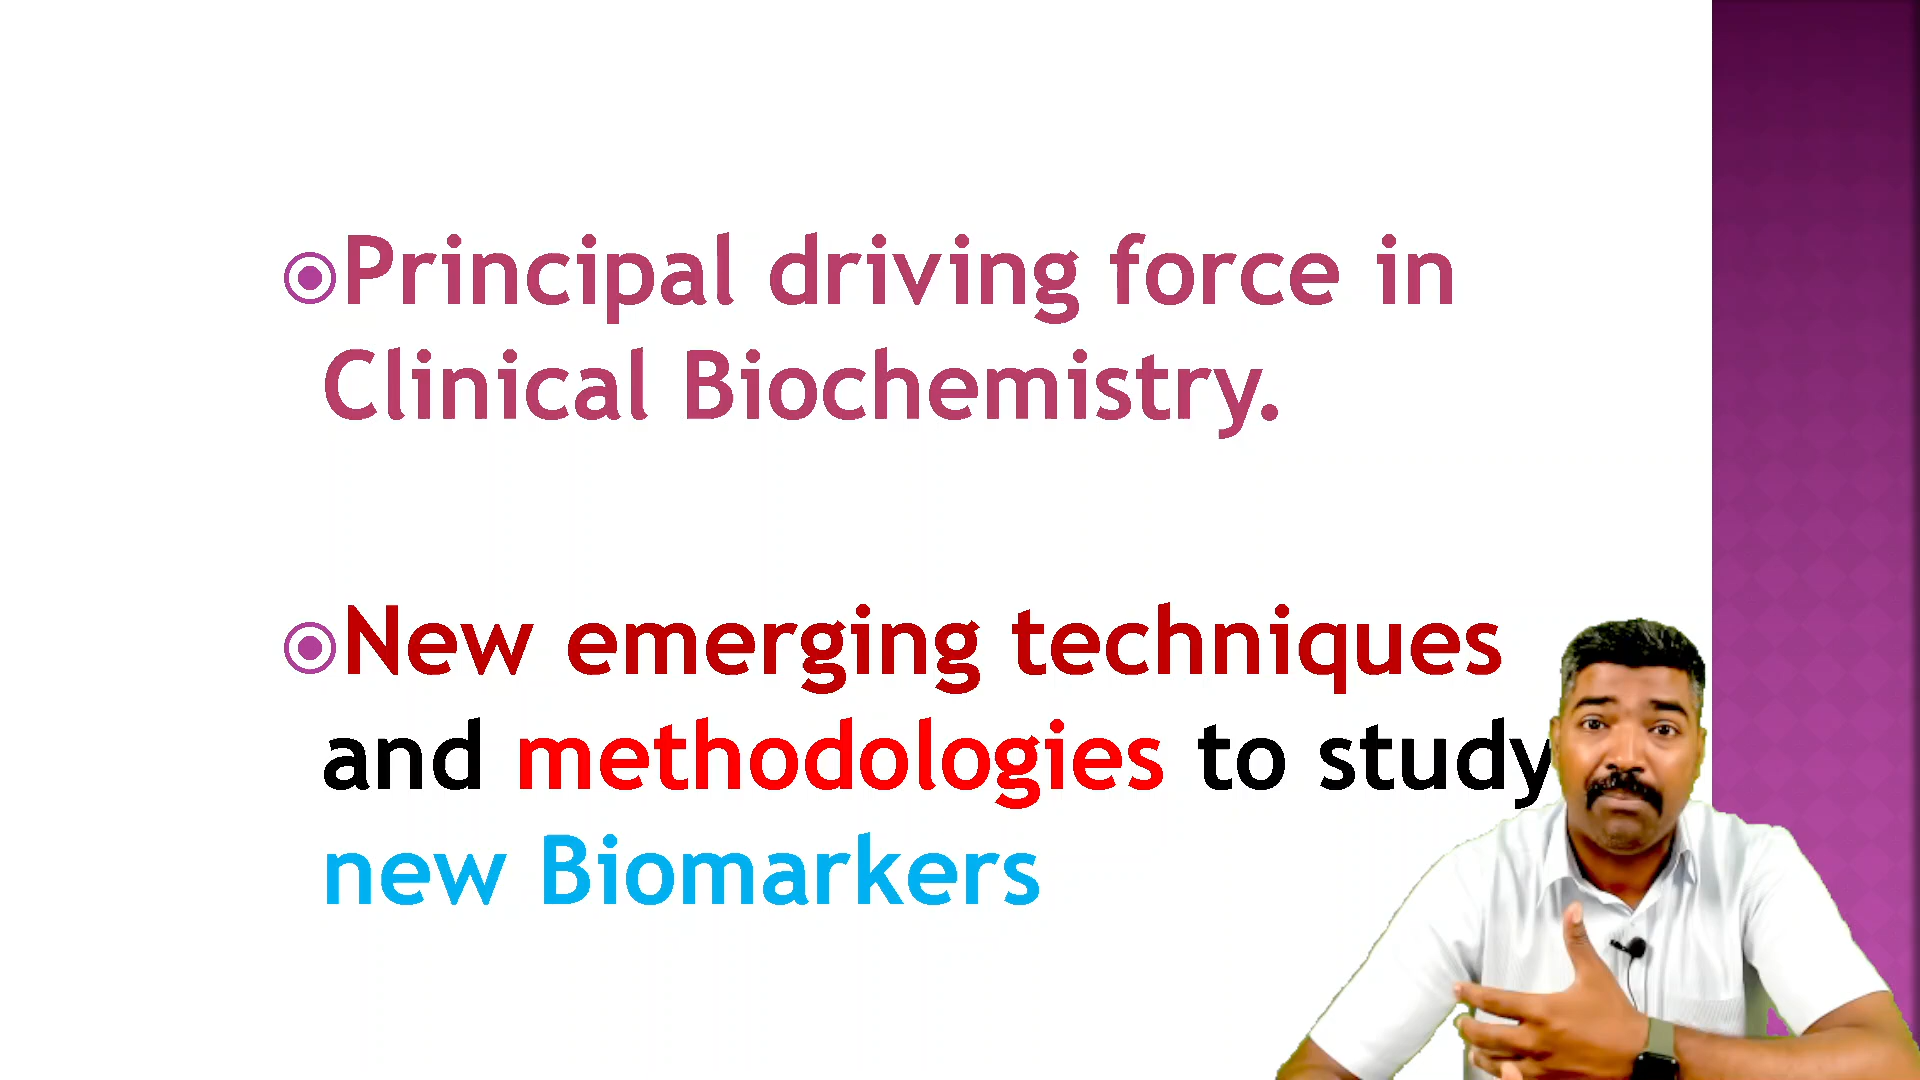 Principal driving force in
Clinical Biochemistry.
New emerging techniques
and methodologies to study
new Biomarkers